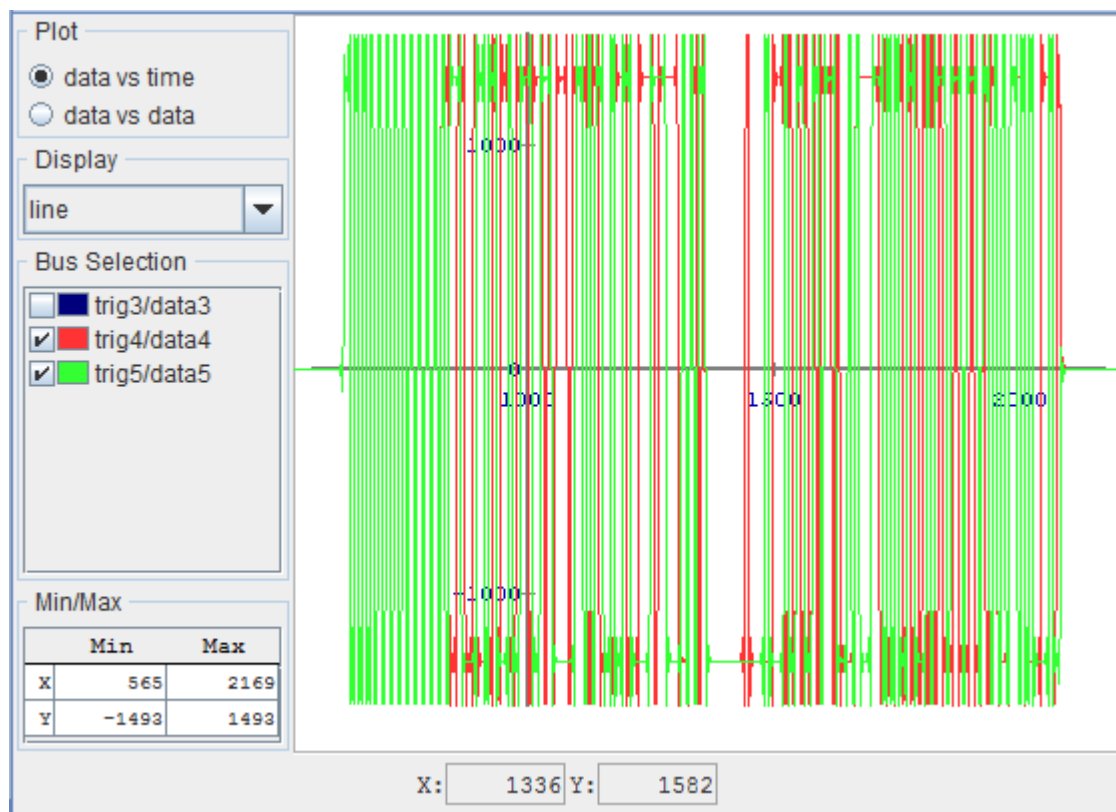 Plot
data vs time
data vs data
Display
line
Bus Selection
trig3/data3
trig4/data4
trig5/data5
Min/Max
Min Max
X 565 2169
Y -1493 1493
1000
0
1000 1500 2000
-1000
X: 1336 Y: 1582